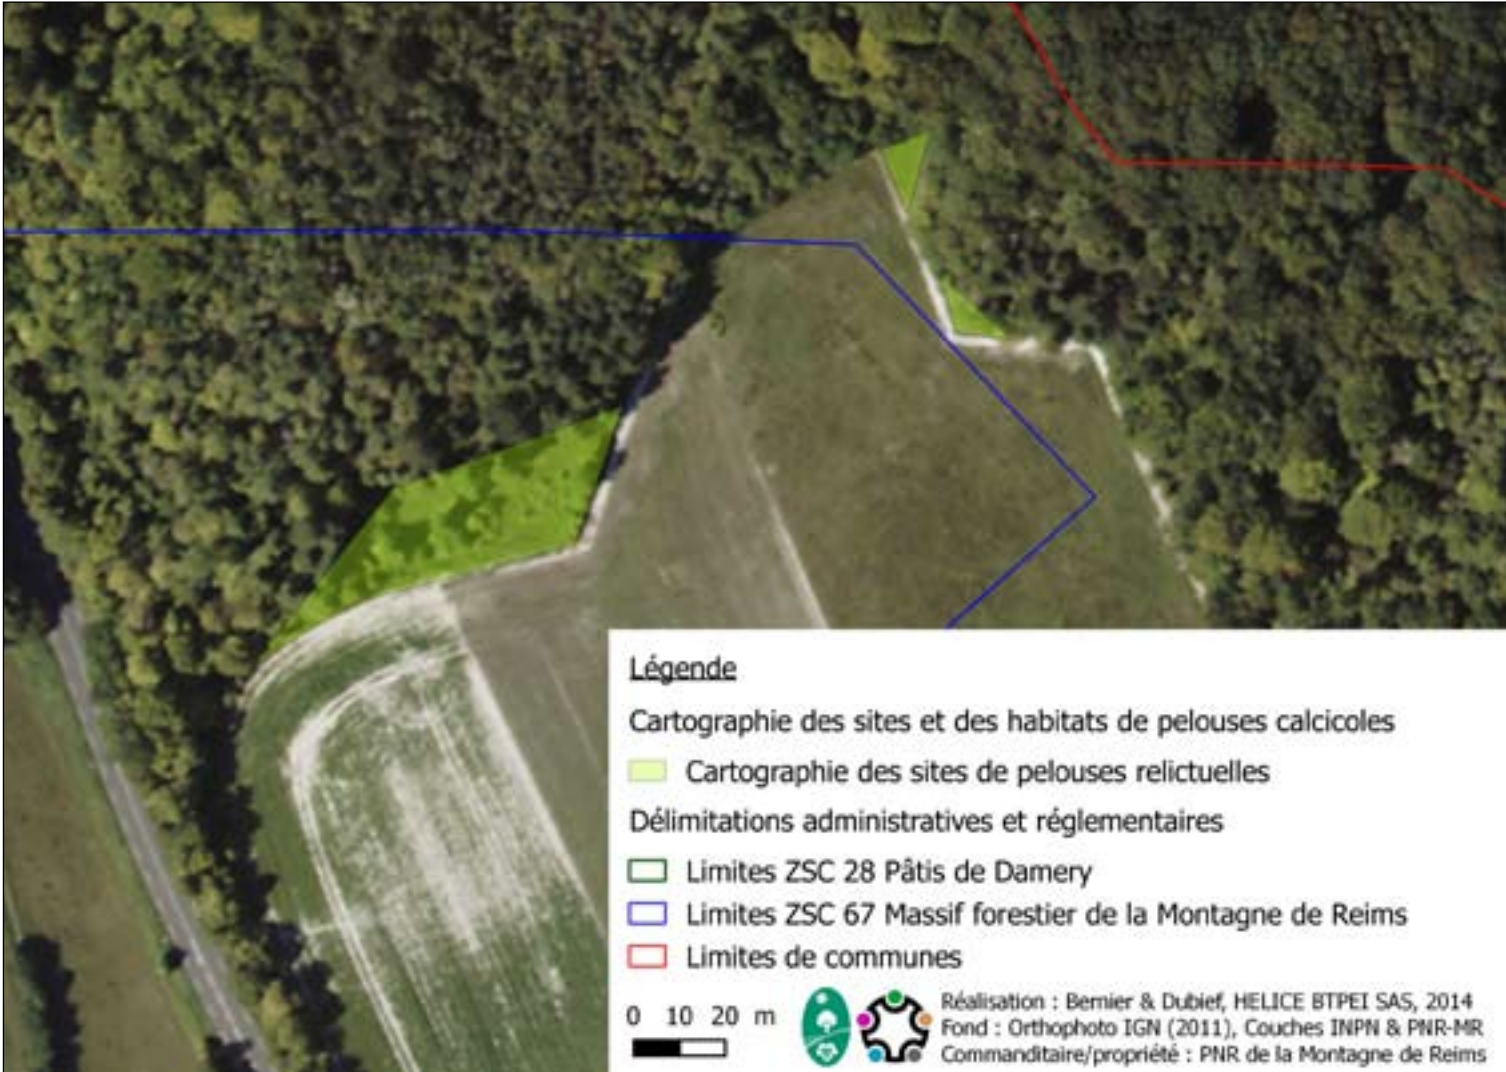 Légende
Cartographie des sites et des habitats de pelouses calcicoles
Cartographie des sites de pelouses relictuelles
Délimitations administratives et réglementaires
Limites ZSC 28 Pâtis de Damery
Limites ZSC 67 Massif forestier de la Montagne de Reims
Limites de communes
0 10 20 m
Réalisation : Bernier & Dubief, HELICE BTPEI SAS, 2014
Fond : Orthophoto IGN (2011), Couches INPN & PNR-MR
Commanditaire/propriété : PNR de la Montagne de Reims